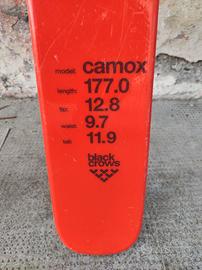 model: camox
length: 177.0
tip: 12.8
waist: 9.7
tail: 11.9
black
crows